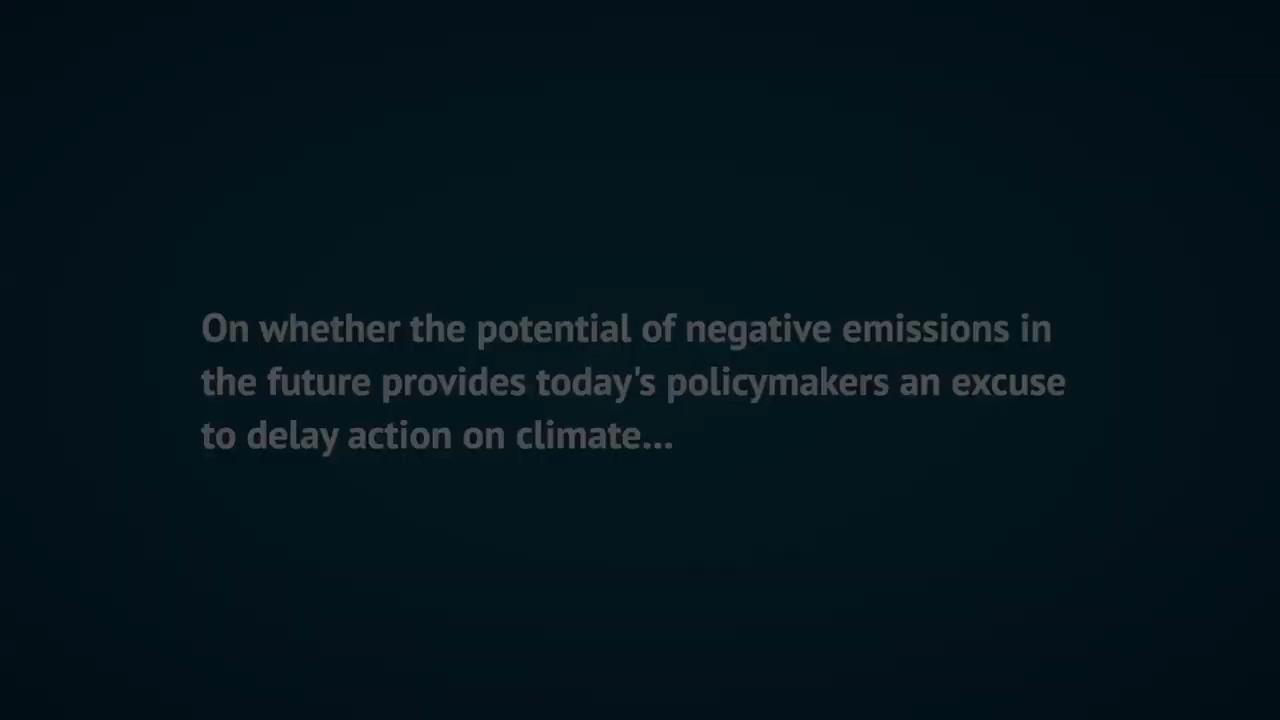 On whether the potential of negative emissions in
the future provides today's policymakers an excuse
to delay action on climate...